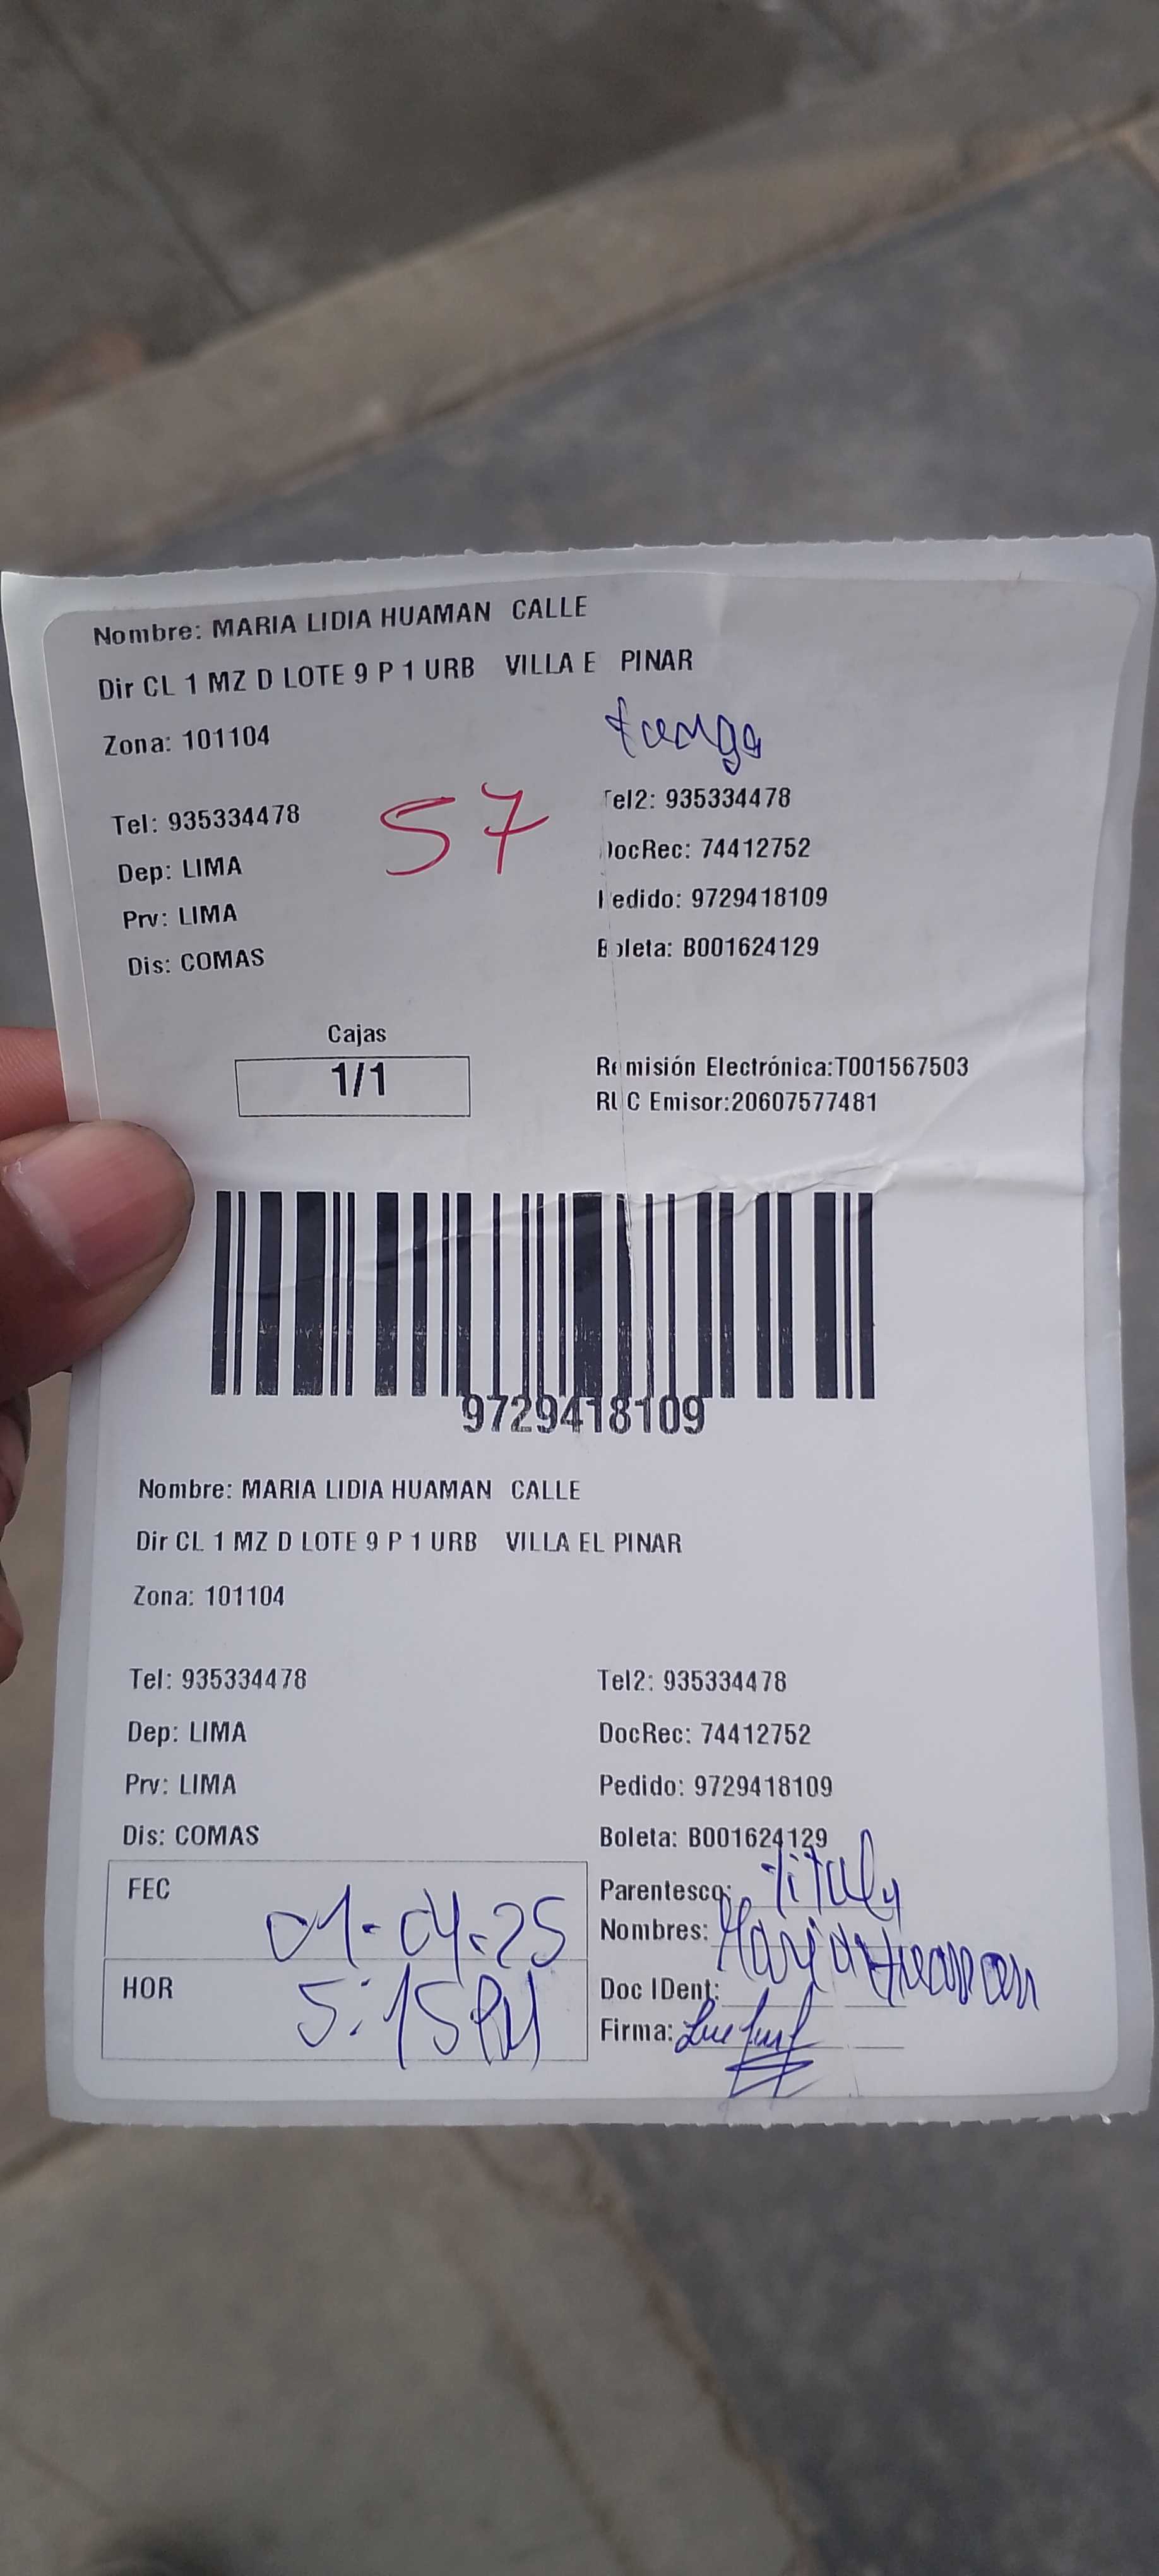 Nombre: MARIA LIDIA HUAMAN CALLE
Dir CL 1 MZ D LOTE 9 P 1 URB VILLA E PINAR
Zona: 101104
57
Tel: 935334478 Tel2: 935334478
Dep: LIMA DocRec: 74412752
Prv: LIMA Pedido: 9729418109
Dis: COMAS Boleta: B001624129
Cajas
1/1
Remisión Electrónica:T001567503
RUC Emisor:20607577481
9729418109
Nombre: MARIA LIDIA HUAMAN CALLE
Dir CL 1 MZ D LOTE 9 P 1 URB VILLA EL PINAR
Zona: 101104
Tel: 935334478 Tel2: 935334478
Dep: LIMA DocRec: 74412752
Prv: LIMA Pedido: 9729418109
Dis: COMAS Boleta: B001624129
FEC 01-04-25
HOR 5:15PM
Parentesco:
Nombres: Maria Huaman
Doc IDent:
Firma: